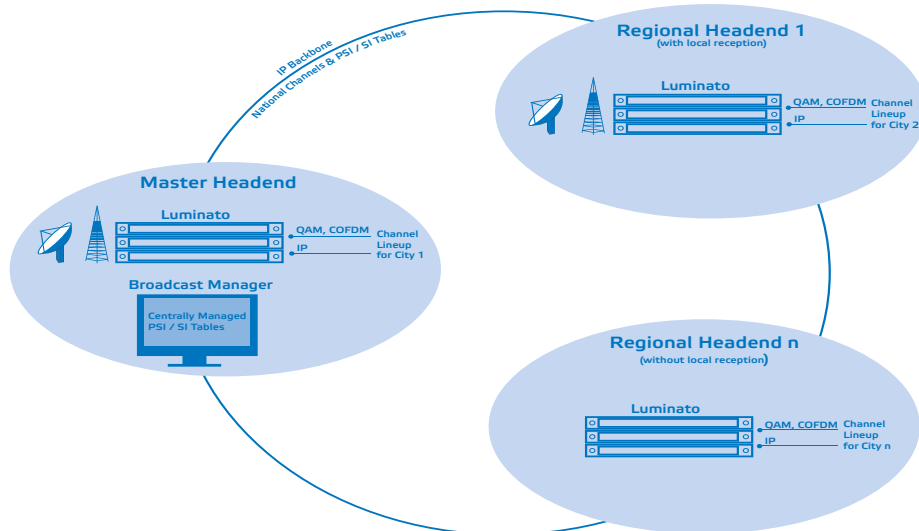 IP Backbone
National Channels & PSI / SI Tables
Regional Headend 1
(with local reception)
Luminato
QAM, COFDM
IP
Channel
Lineup
for City 2
Master Headend
Luminato
QAM, COFDM
IP
Channel
Lineup
for City 1
Broadcast Manager
Centrally Managed
PSI / SI Tables
Regional Headend n
(without local reception)
Luminato
QAM, COFDM
IP
Channel
Lineup
for City n